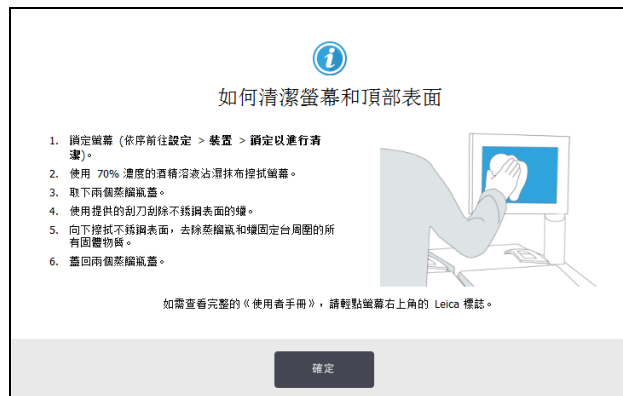 如何清潔螢幕和頂部表面
1. 鎖定螢幕 (依序前往設定 > 裝置 > 鎖定以進行清
潔)。
2. 使用 70% 濃度的酒精溶液沾濕抹布擦拭螢幕。
3. 取下兩個蒸餾瓶蓋。
4. 使用提供的刮刀刮除不銹鋼表面的蠟。
5. 向下擦拭不銹鋼表面，去除蒸餾瓶和蠟固定台周圍的所
有固體物質。
6. 蓋回兩個蒸餾瓶蓋。
如需查看完整的《使用者手冊》，請輕點螢幕右上角的 Leica 標誌。
確定